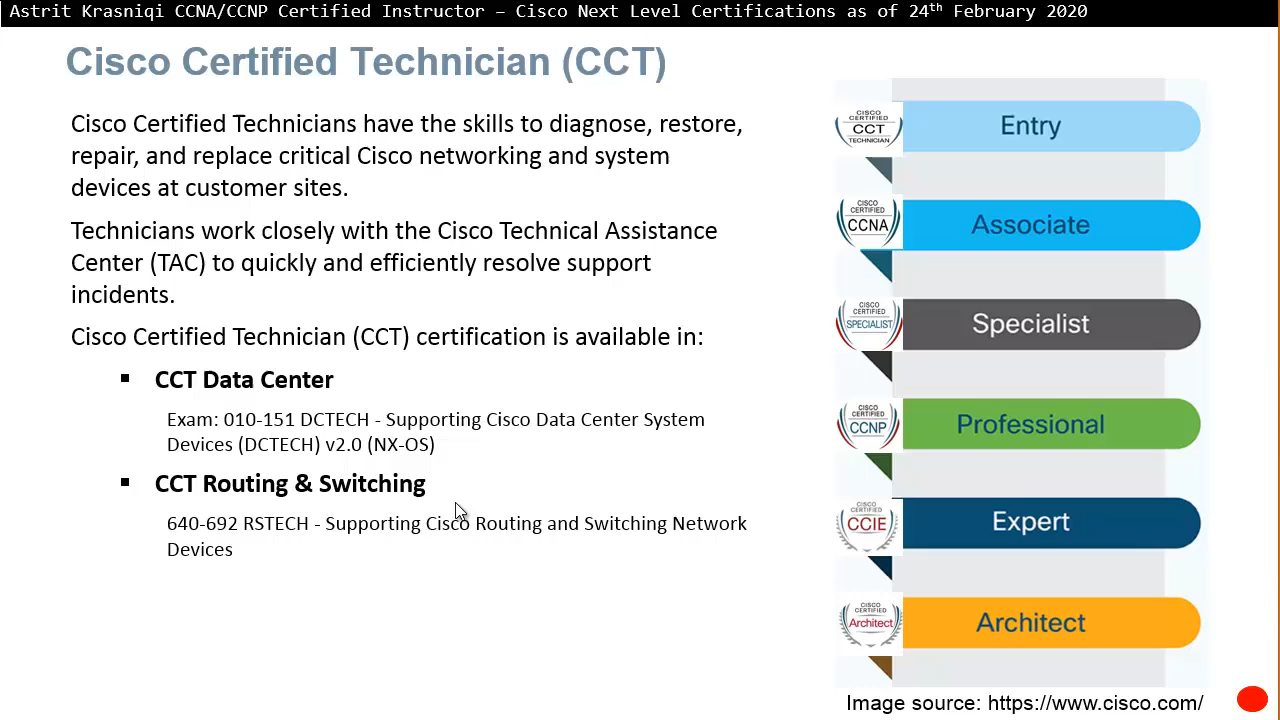 Astrit Krasniqi CCNA/CCNP Certified Instructor – Cisco Next Level Certifications as of 24th February 2020
Cisco Certified Technician (CCT)
Cisco Certified Technicians have the skills to diagnose, restore,
repair, and replace critical Cisco networking and system
devices at customer sites.
Technicians work closely with the Cisco Technical Assistance
Center (TAC) to quickly and efficiently resolve support
incidents.
Cisco Certified Technician (CCT) certification is available in:
▪ CCT Data Center
Exam: 010-151 DCTECH - Supporting Cisco Data Center System
Devices (DCTECH) v2.0 (NX-OS)
▪ CCT Routing & Switching
640-692 RSTECH - Supporting Cisco Routing and Switching Network
Devices
CISCO
CERTIFIED
CCT
TECHNICIAN
Entry
CISCO
CERTIFIED
CCNA
Associate
CISCO
CERTIFIED
SPECIALIST
Specialist
CISCO
CERTIFIED
CCNP
Professional
CISCO
CERTIFIED
CCIE
Expert
CISCO
CERTIFIED
Architect
Architect
Image source: https://www.cisco.com/